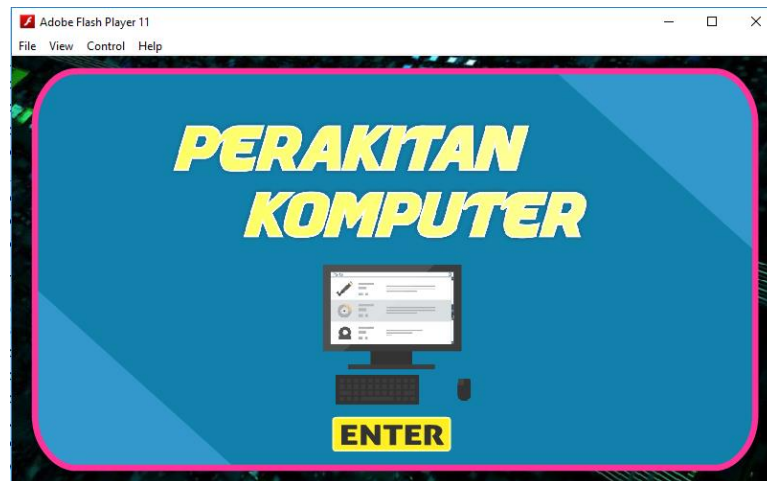 Adobe Flash Player 11
File View Control Help
PERAKITAN
KOMPUTER
ENTER